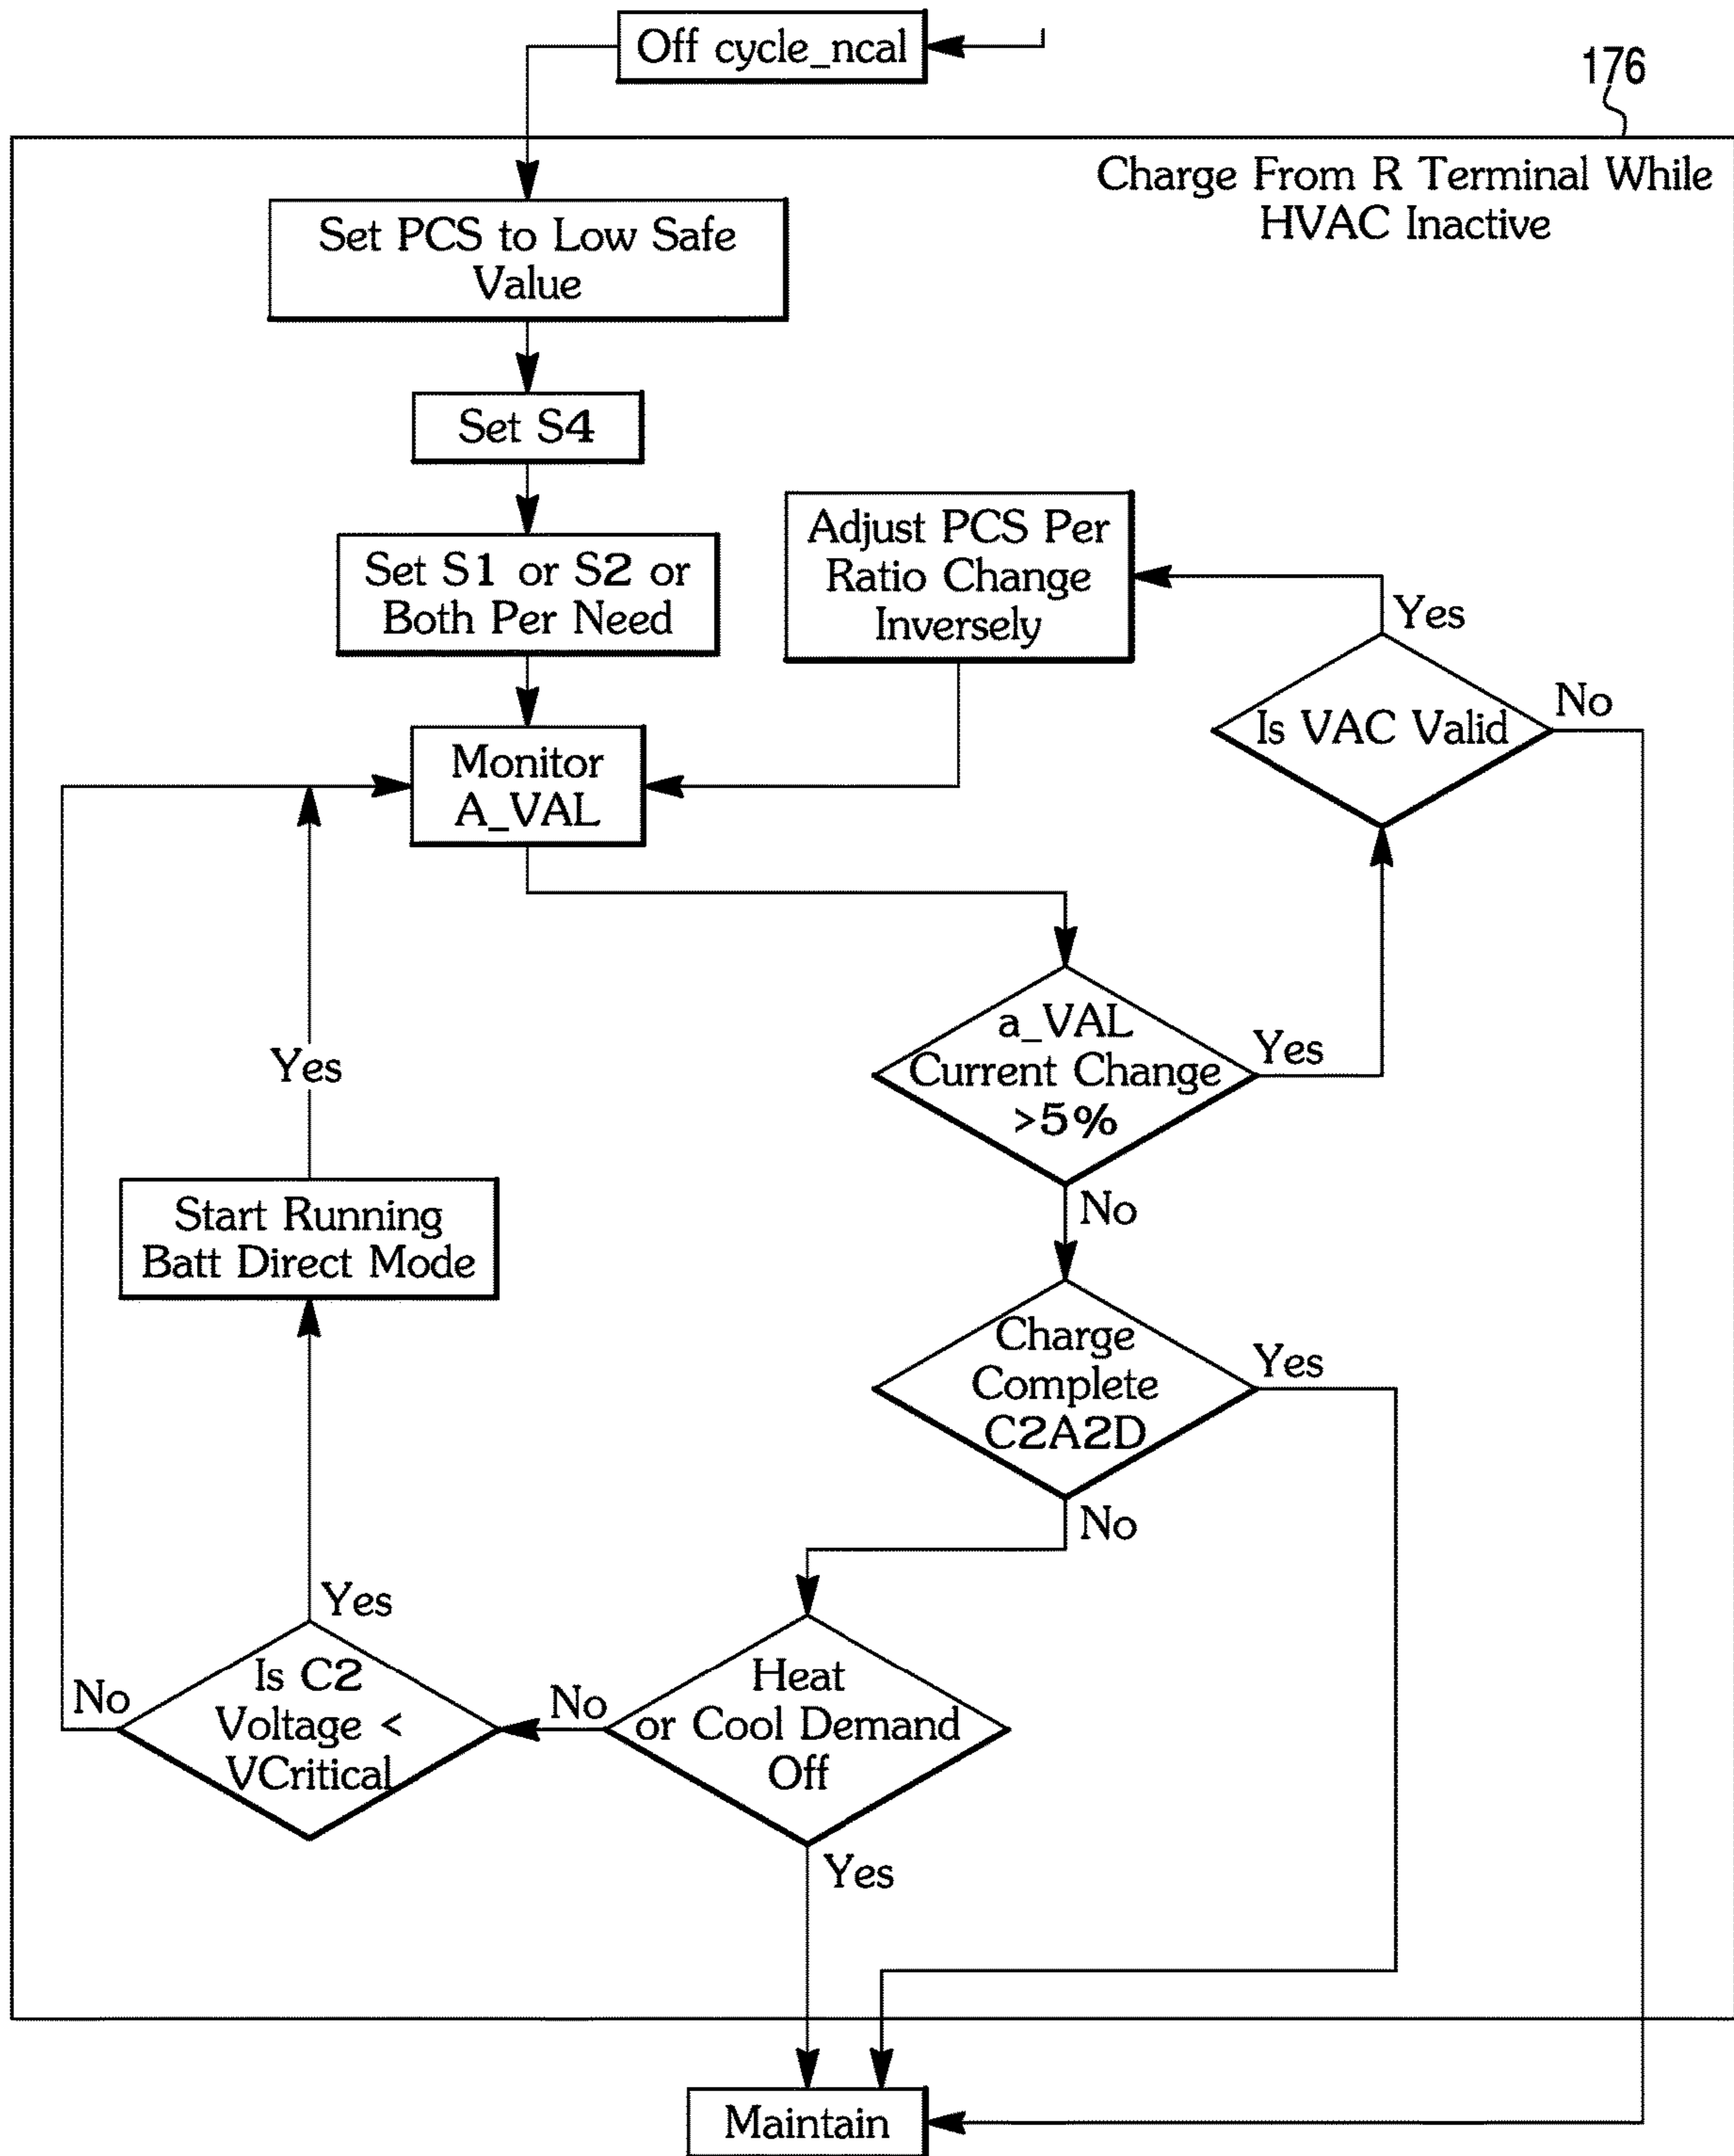 Off cycle_ncal
176
Charge From R Terminal While
HVAC Inactive
Set PCS to Low Safe
Value
Set S4
Set S1 or S2 or
Both Per Need
Adjust PCS Per
Ratio Change
Inversely
Yes
Is VAC Valid
No
Monitor
A_VAL
a_VAL
Current Change
>5%
Yes
No
Yes
Start Running
Batt Direct Mode
Charge
Complete
C2A2D
Yes
No
Yes
Is C2
Voltage <
VCritical
No
No
Heat
or Cool Demand
Off
Yes
Maintain